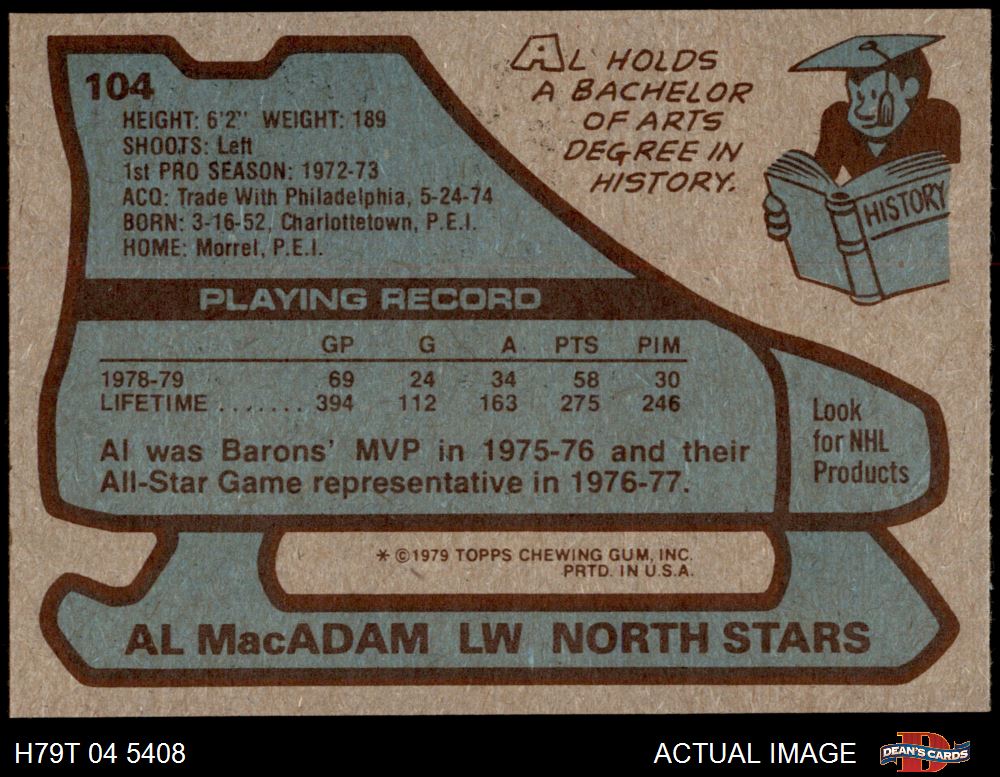 104
HEIGHT: 6'2" WEIGHT: 189
SHOOTS: Left
1st PRO SEASON: 1972-73
ACQ: Trade With Philadelphia, 5-24-74
BORN: 3-16-52, Charlottetown, P.E.I.
HOME: Morrel, P.E.I.
AL HOLDS
A BACHELOR
OF ARTS
DEGREE IN
HISTORY.
HISTORY
PLAYING RECORD
GP G A PTS PIM
1978-79 69 24 34 58 30
LIFETIME ....... 394 112 163 275 246
Al was Barons' MVP in 1975-76 and their
All-Star Game representative in 1976-77.
Look
for NHL
Products
* ©1979 TOPPS CHEWING GUM, INC.
PRTD. IN U.S.A.
AL MacADAM LW NORTH STARS
H79T 04 5408
ACTUAL IMAGE
D
DEAN'S CARDS